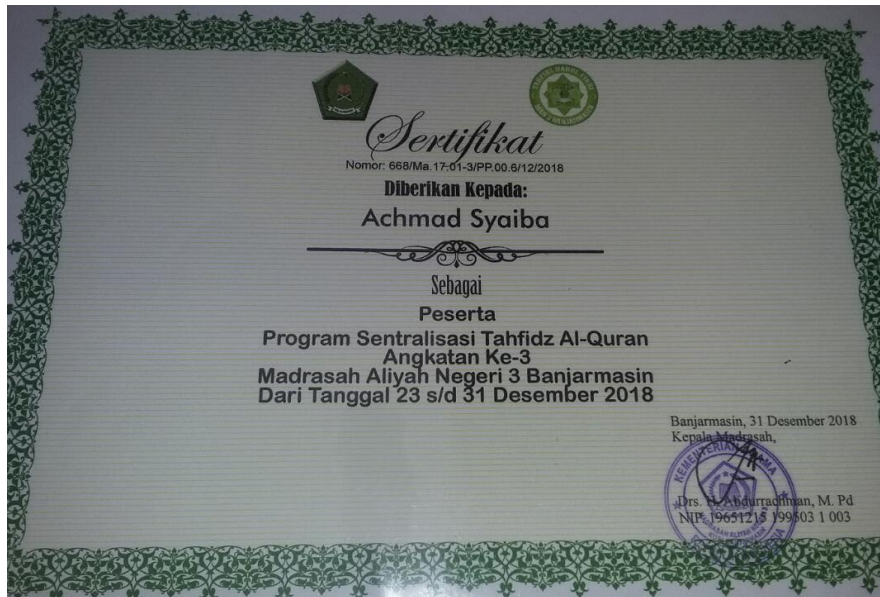 Sertifikat
Nomor: 668/Ma.17.01-3/PP.00.6/12/2018
Diberikan Kepada:
Achmad Syaiba
Sebagai
Peserta
Program Sentralisasi Tahfidz Al-Quran
Angkatan Ke-3
Madrasah Aliyah Negeri 3 Banjarmasin
Dari Tanggal 23 s/d 31 Desember 2018
Banjarmasin, 31 Desember 2018
Kepala Madrasah,
KEMENTERIAN AGAMA
Drs. H. Abdurrachman, M. Pd
NIP. 19651215 199503 1 003